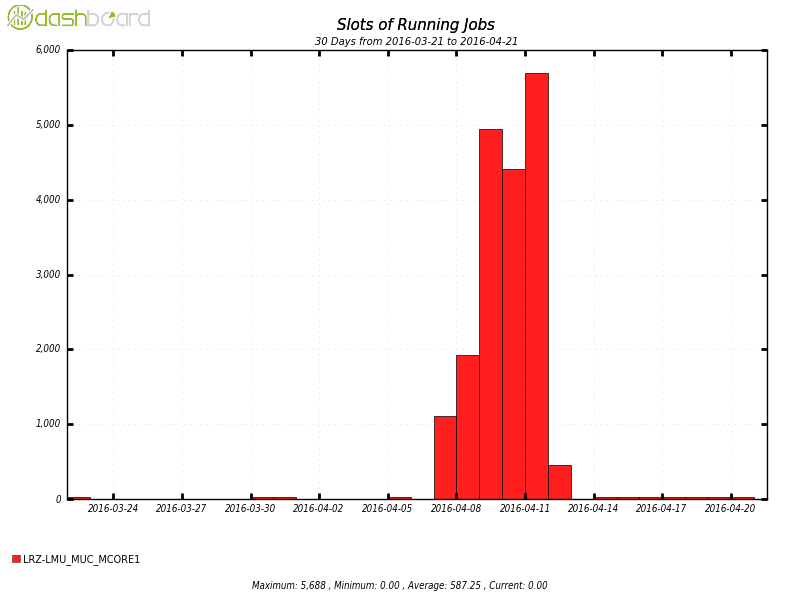 dashboard
Slots of Running Jobs
30 Days from 2016-03-21 to 2016-04-21
6,000
5,000
4,000
3,000
2,000
1,000
0
2016-03-24 2016-03-27 2016-03-30 2016-04-02 2016-04-05 2016-04-08 2016-04-11 2016-04-14 2016-04-17 2016-04-20
LRZ-LMU_MUC_MCORE1
Maximum: 5,688 , Minimum: 0.00 , Average: 587.25 , Current: 0.00